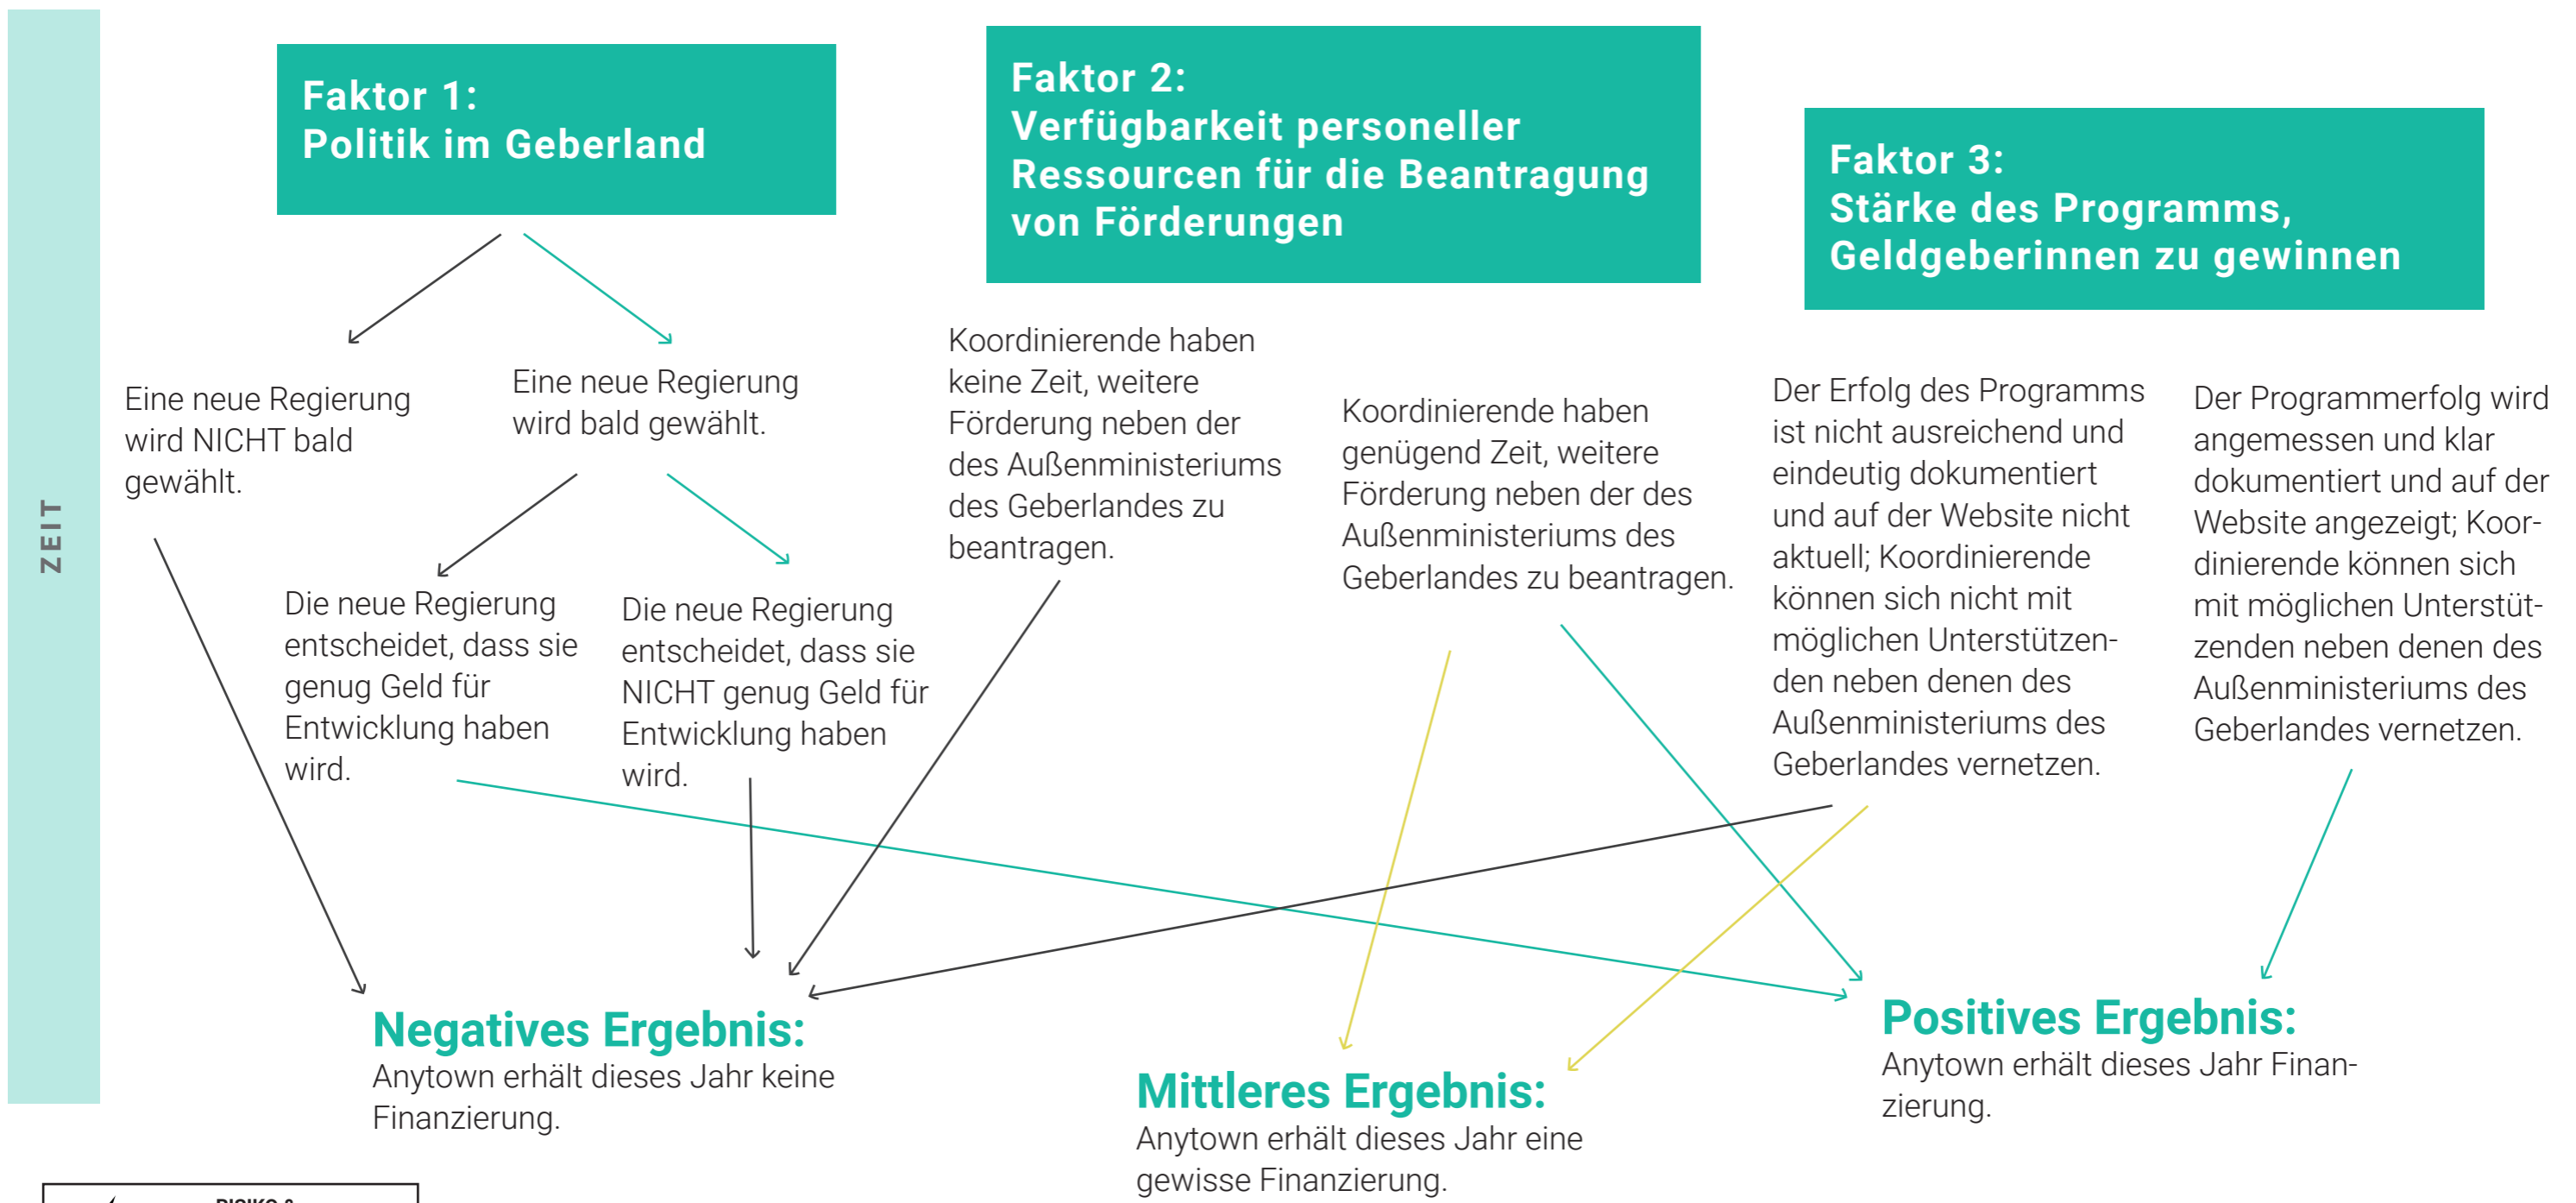 ZEIT
Faktor 1:
Politik im Geberland
Faktor 2:
Verfügbarkeit personeller
Ressourcen für die Beantragung
von Förderungen
Faktor 3:
Stärke des Programms,
Geldgeberinnen zu gewinnen
Eine neue Regierung
wird NICHT bald
gewählt.
Eine neue Regierung
wird bald gewählt.
Die neue Regierung
entscheidet, dass sie
genug Geld für
Entwicklung haben
wird.
Die neue Regierung
entscheidet, dass sie
NICHT genug Geld für
Entwicklung haben
wird.
Koordinierende haben
keine Zeit, weitere
Förderung neben der
des Außenministeriums
des Geberlandes zu
beantragen.
Koordinierende haben
genügend Zeit, weitere
Förderung neben der des
Außenministeriums des
Geberlandes zu beantragen.
Der Erfolg des Programms
ist nicht ausreichend und
eindeutig dokumentiert
und auf der Website nicht
aktuell; Koordinierende
können sich nicht mit
möglichen Unterstützen-
den neben denen des
Außenministeriums des
Geberlandes vernetzen.
Der Programmerfolg wird
angemessen und klar
dokumentiert und auf der
Website angezeigt; Koor-
dinierende können sich
mit möglichen Unterstüt-
zenden neben denen des
Außenministeriums des
Geberlandes vernetzen.
Negatives Ergebnis:
Anytown erhält dieses Jahr keine
Finanzierung.
Mittleres Ergebnis:
Anytown erhält dieses Jahr eine
gewisse Finanzierung.
Positives Ergebnis:
Anytown erhält dieses Jahr Finan-
zierung.
RISIKO &